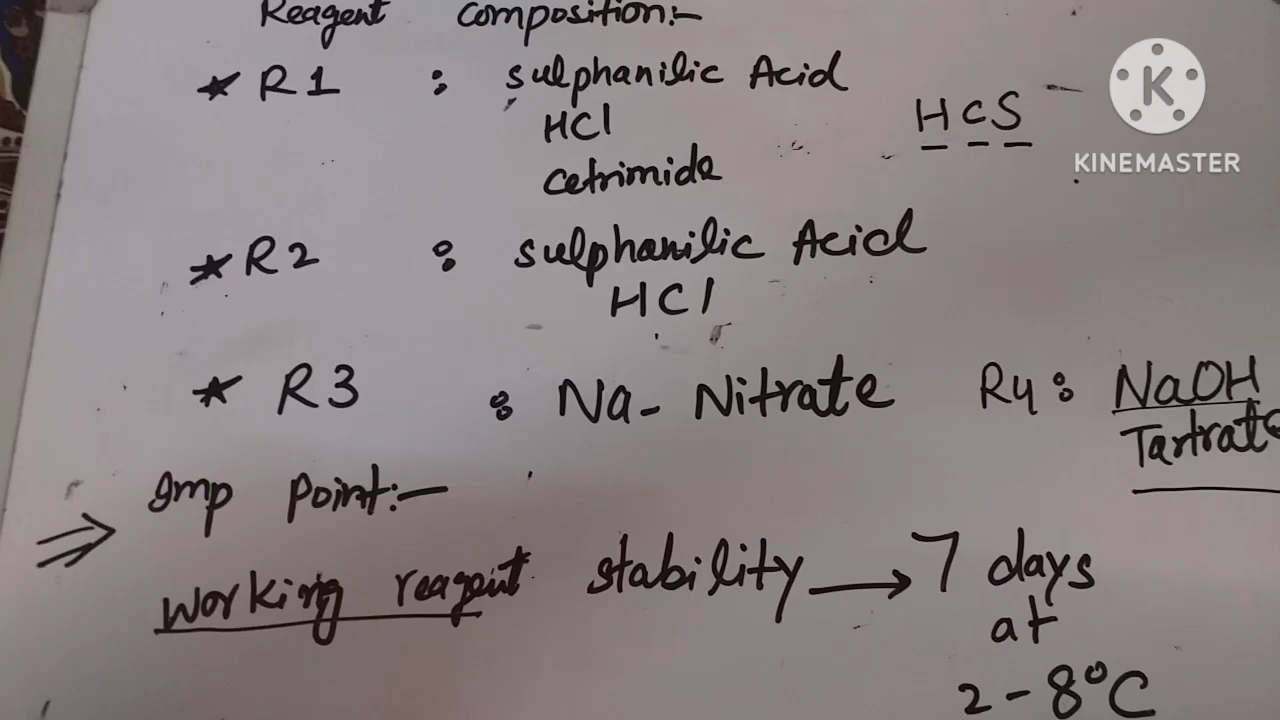 Reagent composition:-
* R1 : sulphanilic Acid
HCl
cetrimide
HCS
K
KINEMASTER
* R2 : sulphanilic Acid
HCl
* R3 : Na- Nitrate R4: NaOH
Tartrate
Imp Point:-
⇒ working reagent stability → 7 days
at
2-8°C